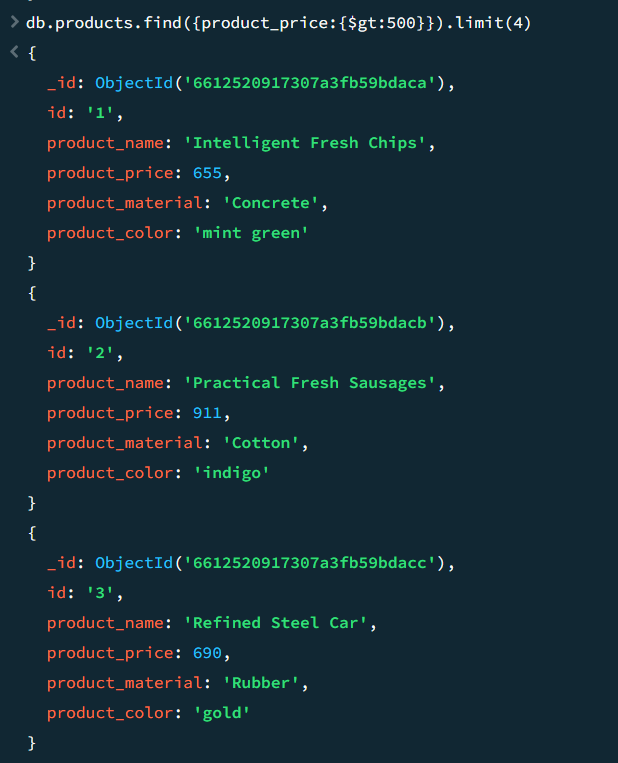 db.products.find({product_price:{$gt:500}}).limit(4)
{
_id: ObjectId('6612520917307a3fb59bdaca'),
id: '1',
product_name: 'Intelligent Fresh Chips',
product_price: 655,
product_material: 'Concrete',
product_color: 'mint green'
}
{
_id: ObjectId('6612520917307a3fb59bdacb'),
id: '2',
product_name: 'Practical Fresh Sausages',
product_price: 911,
product_material: 'Cotton',
product_color: 'indigo'
}
{
_id: ObjectId('6612520917307a3fb59bdacc'),
id: '3',
product_name: 'Refined Steel Car',
product_price: 690,
product_material: 'Rubber',
product_color: 'gold'
}